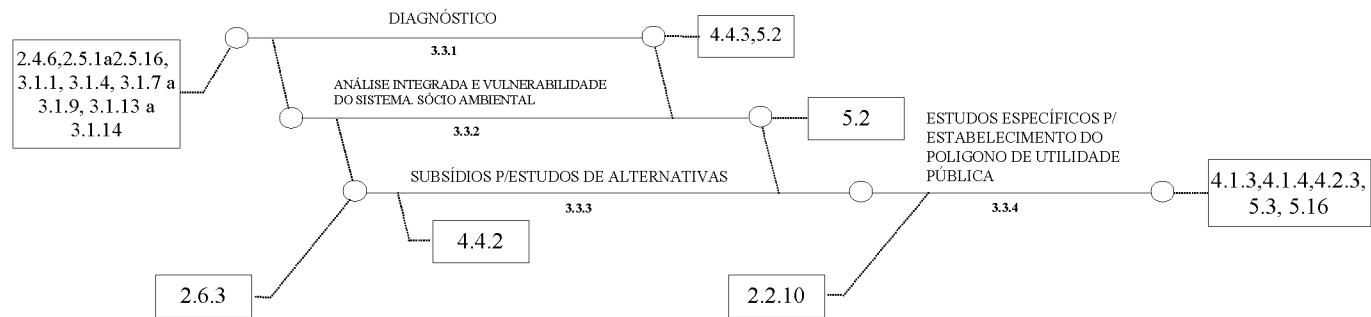 DIAGNÓSTICO
3.3.1
4.4.3,5.2
2.4.6,2.5.1a2.5.16,
3.1.1, 3.1.4, 3.1.7 a
3.1.9, 3.1.13 a
3.1.14
ANÁLISE INTEGRADA E VULNERABILIDADE
DO SISTEMA. SÓCIO AMBIENTAL
3.3.2
5.2
ESTUDOS ESPECÍFICOS P/
ESTABELECIMENTO DO
POLIGONO DE UTILIDADE
PÚBLICA
3.3.4
SUBSÍDIOS P/ESTUDOS DE ALTERNATIVAS
3.3.3
4.1.3,4.1.4,4.2.3,
5.3, 5.16
4.4.2
2.6.3
2.2.10